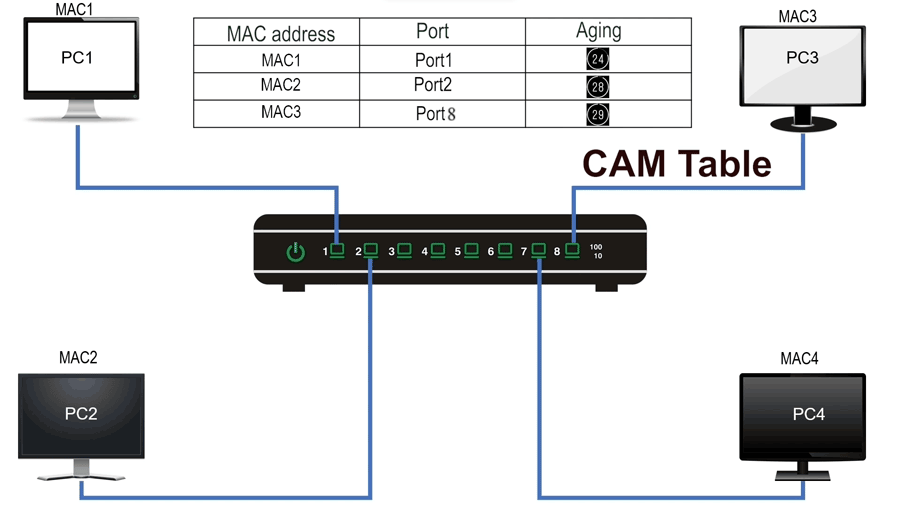 MAC1
PC1
MAC address Port Aging
MAC1 Port1 24
MAC2 Port2 28
MAC3 Port8 29
MAC3
PC3
CAM Table
1 2 3 4 5 6 7 8 100
10
MAC2
PC2
MAC4
PC4